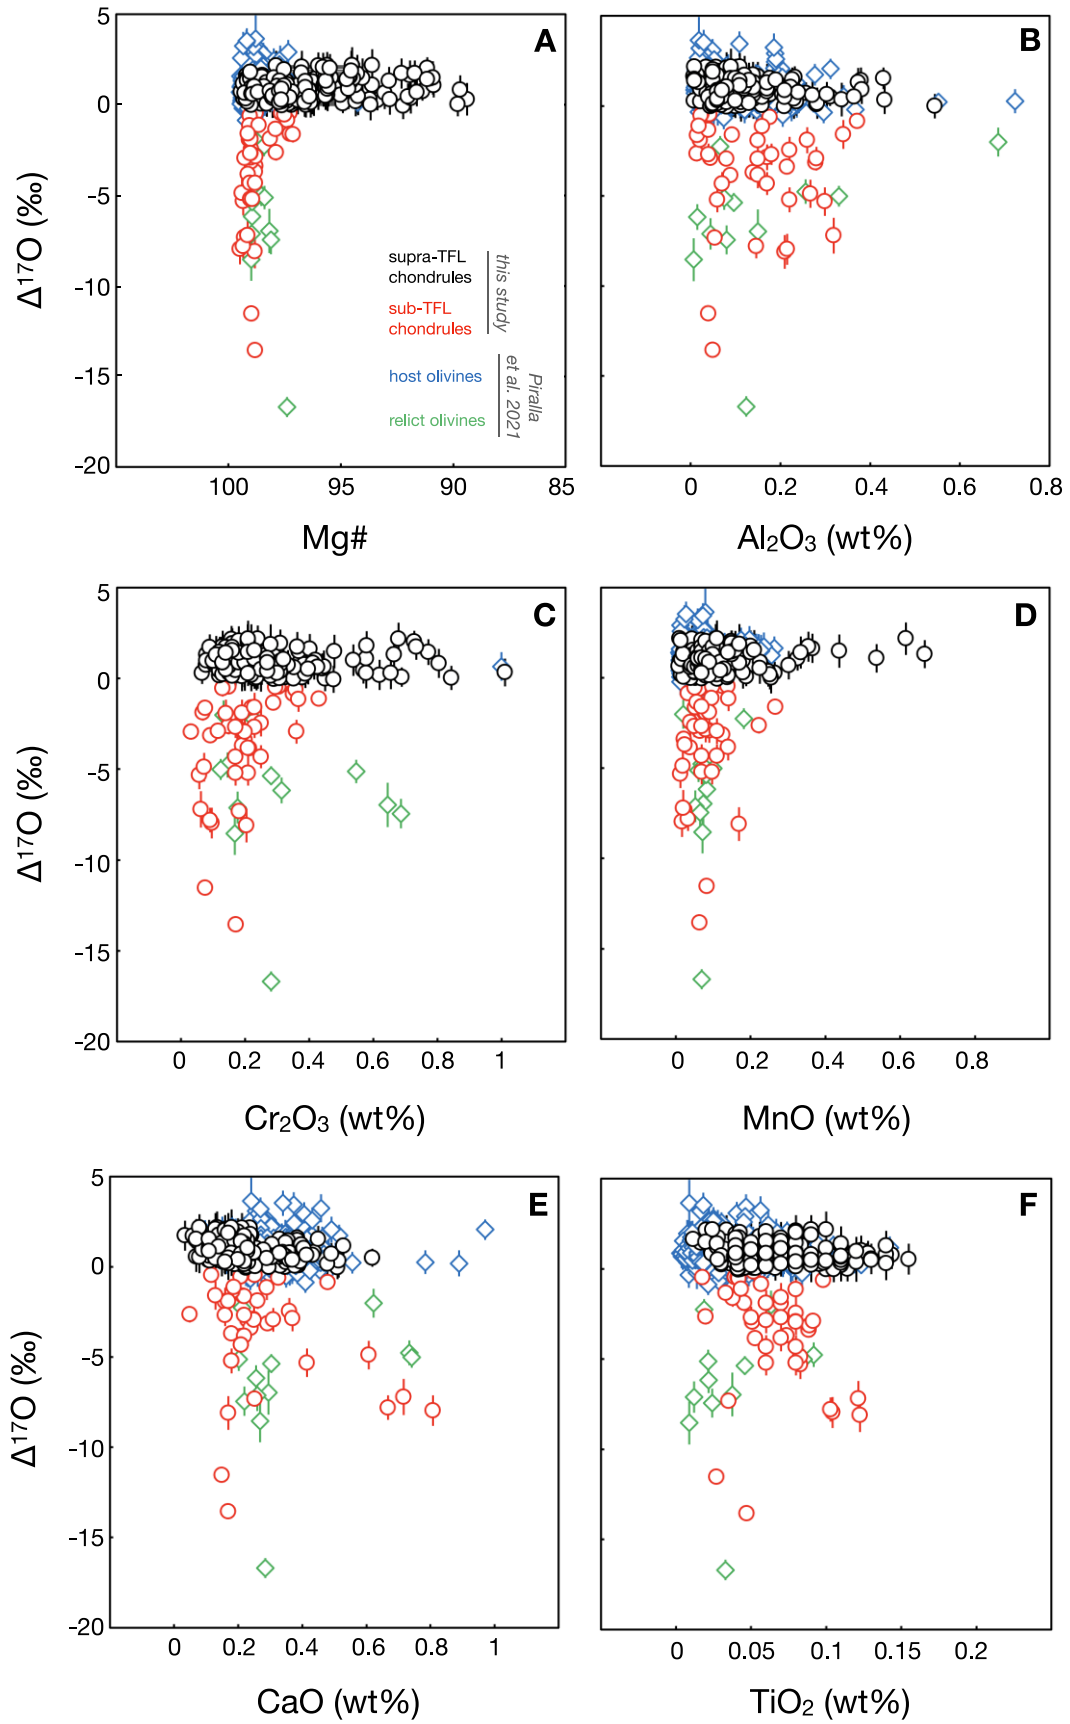 A
5
0
-5
-10
-15
-20
Δ¹⁷O (‰)
supra-TFL
chondrules
sub-TFL
chondrules
this study
host olivines
relict olivines
Piralla
et al. 2021
100
95
90
85
Mg#
B
0
0.2
0.4
0.6
0.8
Al₂O₃ (wt%)
C
5
0
-5
-10
-15
-20
Δ¹⁷O (‰)
0
0.2
0.4
0.6
0.8
1
Cr₂O₃ (wt%)
D
0
0.2
0.4
0.6
0.8
MnO (wt%)
E
5
0
-5
-10
-15
-20
Δ¹⁷O (‰)
0
0.2
0.4
0.6
0.8
1
CaO (wt%)
F
0
0.05
0.1
0.15
0.2
TiO₂ (wt%)